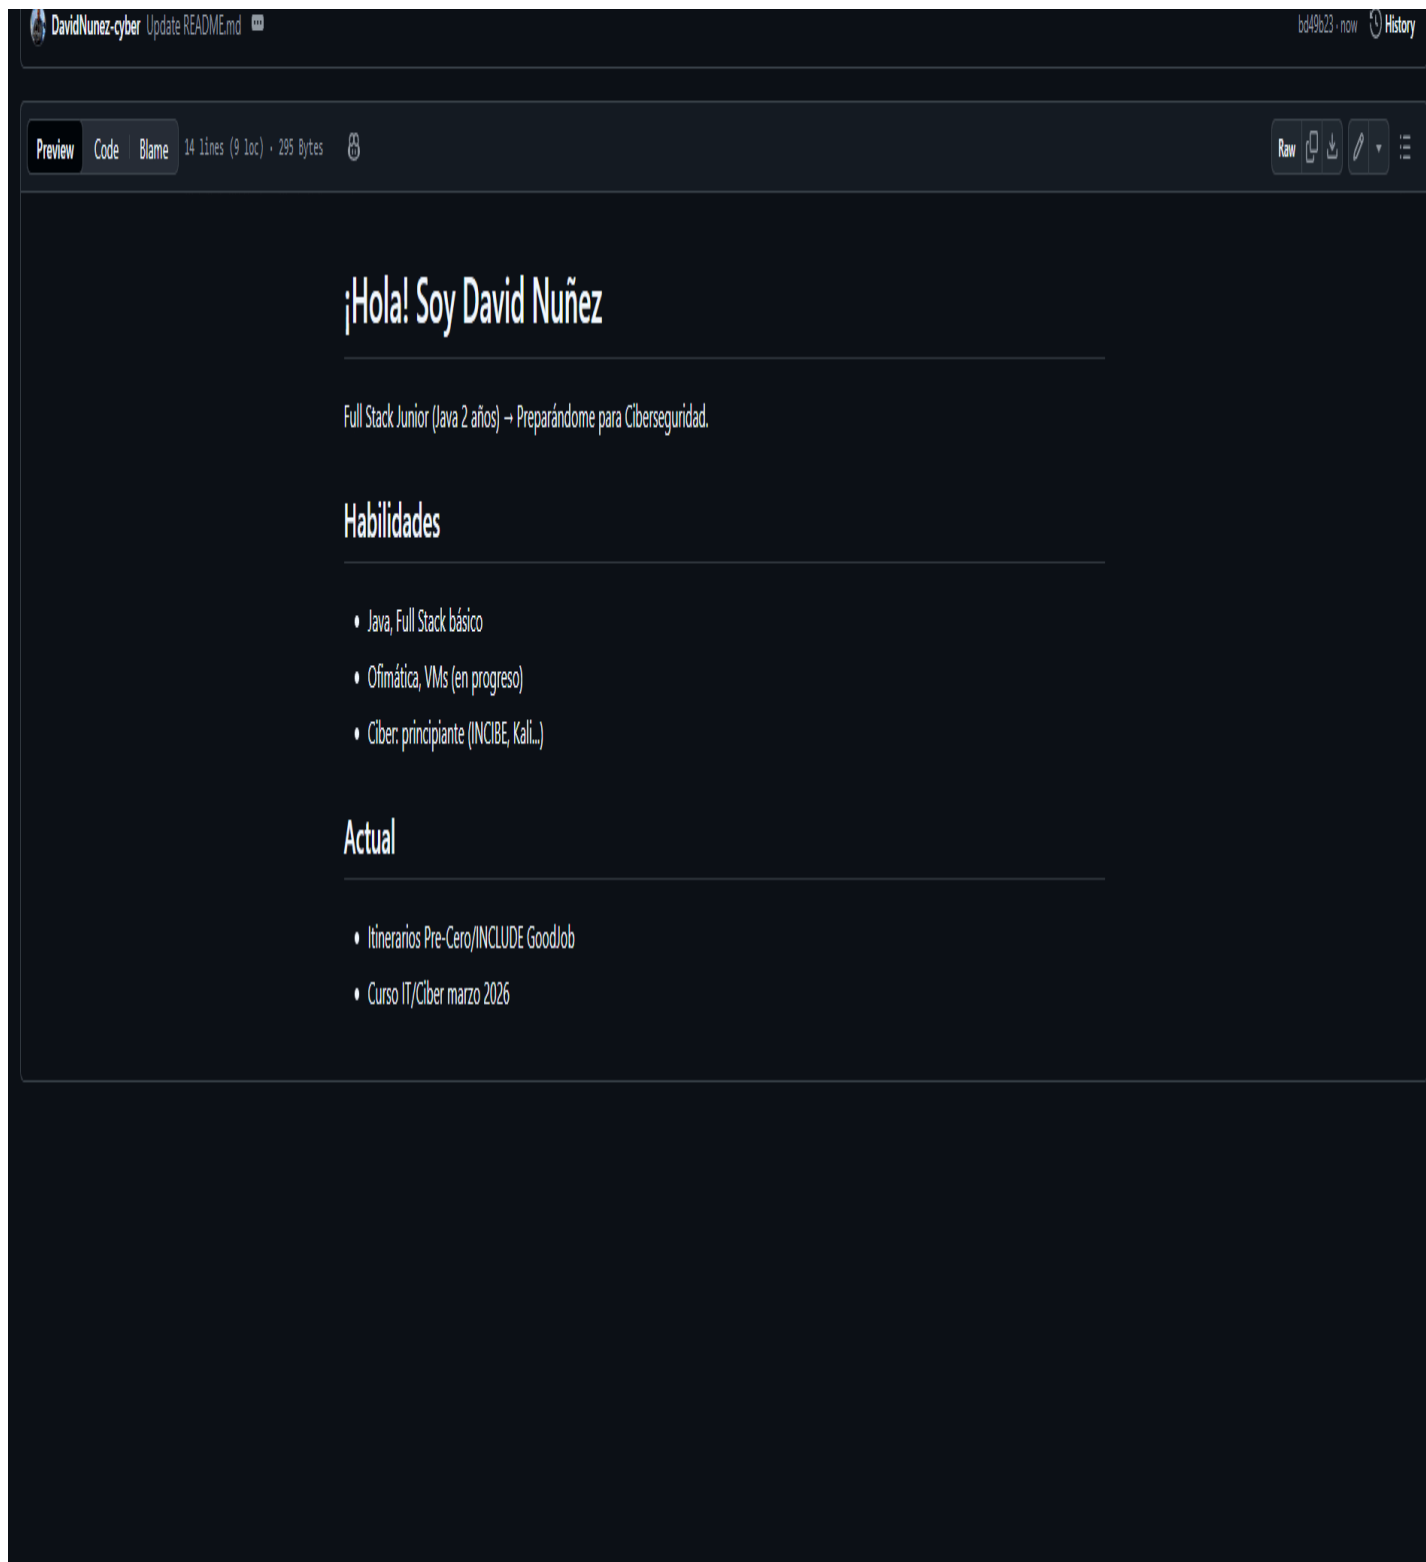 DavidNunez-cyber Update README.md
bd49b23 · now History
Preview Code Blame 14 lines (9 loc) · 295 Bytes
Raw
¡Hola! Soy David Nuñez
Full Stack Junior (Java 2 años) → Preparándome para Ciberseguridad.
Habilidades
• Java, Full Stack básico
• Ofimática, VMs (en progreso)
• Ciber: principiante (INCIBE, Kali...)
Actual
• Itinerarios Pre-Cero/INCLUDE GoodJob
• Curso IT/Ciber marzo 2026